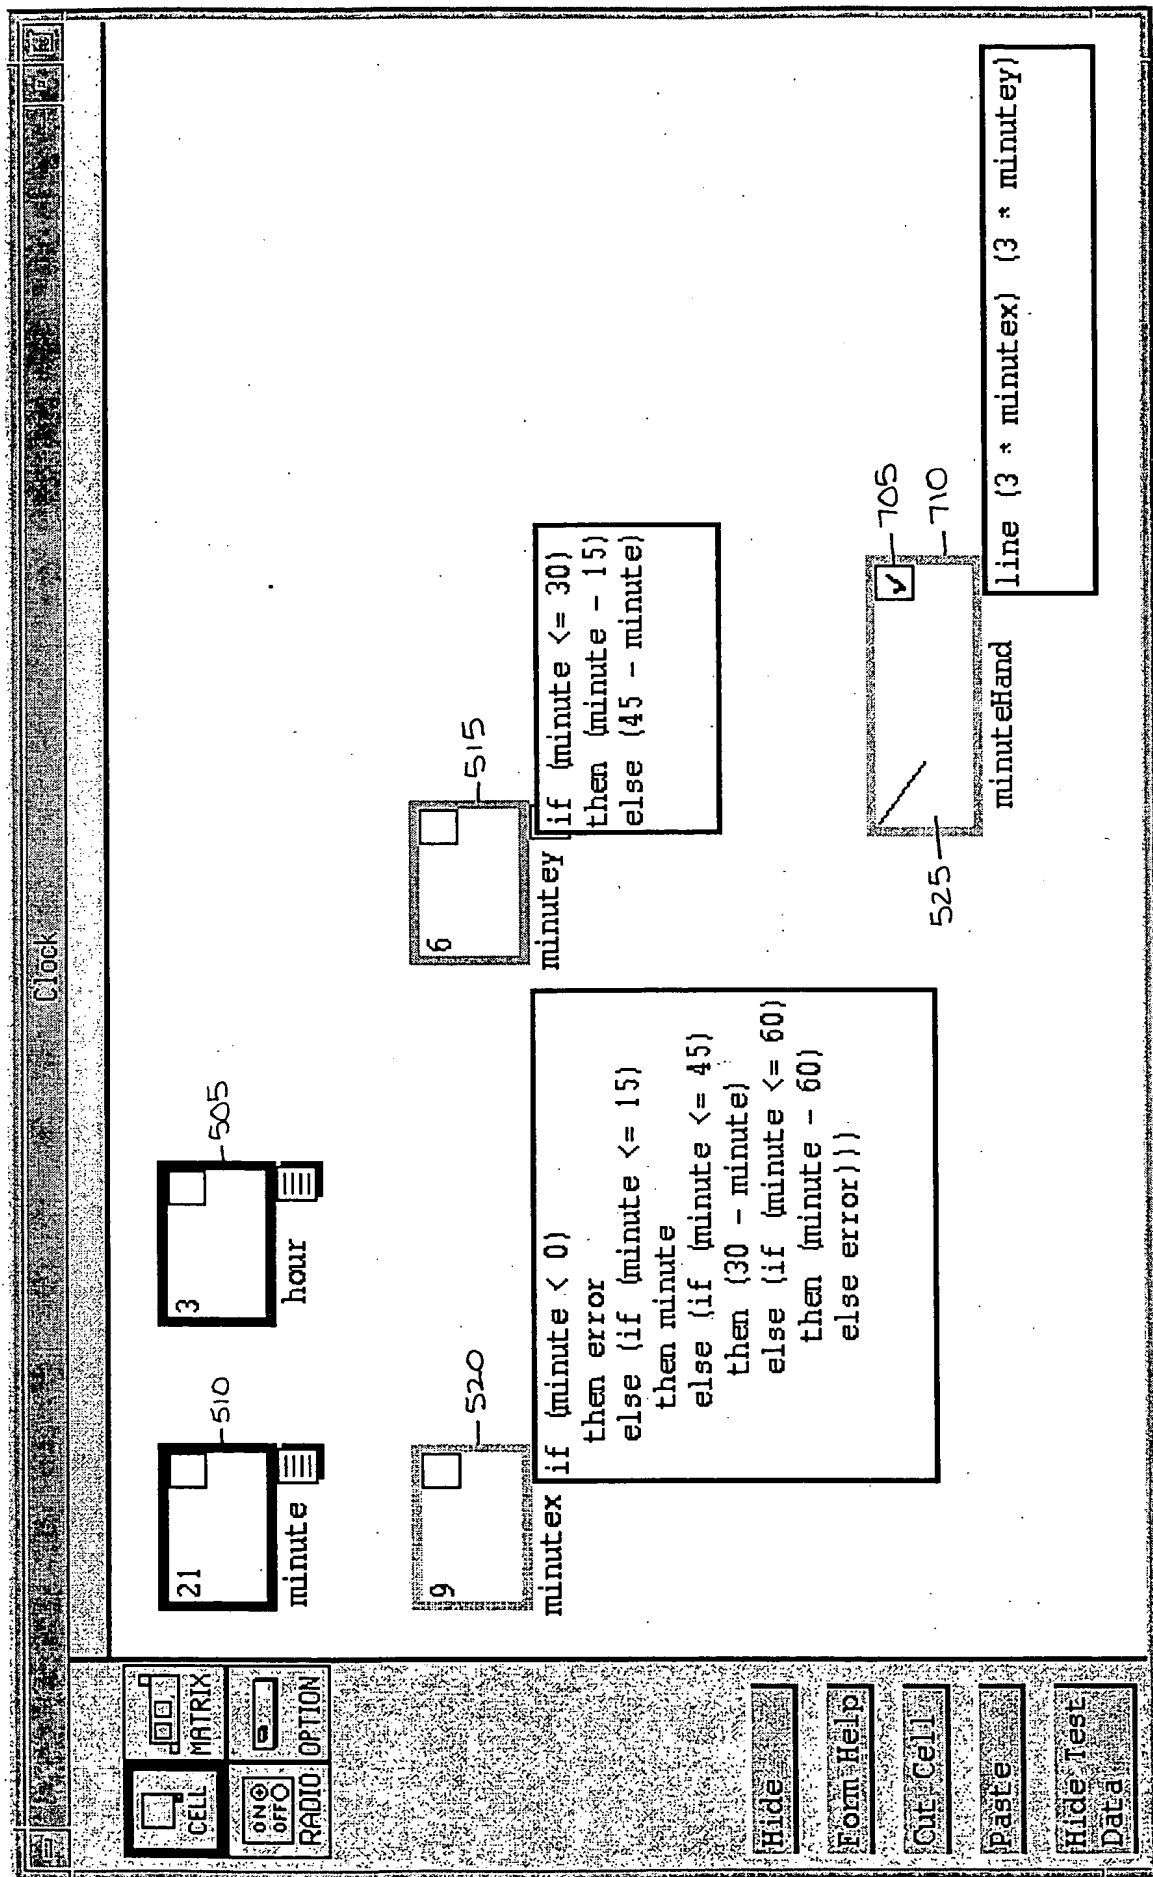 Clock
CELL
MATRIX
ON
OFF
RADIO
OPTION
Hide
Form Help
Cut Cell
Paste
Hide Test
Data
21
510
minute
3
505
hour
9
520
minutex
if (minute < 0)
then error
else (if (minute <= 15)
then minute
else (if (minute <= 45)
then (30 - minute)
else (if (minute <= 60)
then (minute - 60)
else error)))
6
515
minutey
if (minute <= 30)
then (minute - 15)
else (45 - minute)
525
705
710
minuteHand
line (3 * minutex) (3 * minutey)